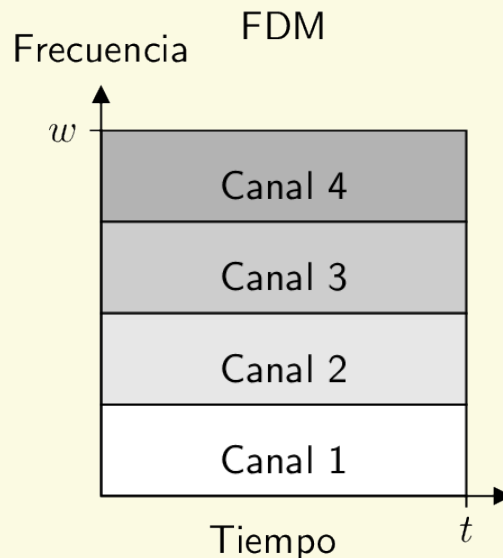 FDM
Frecuencia
w
Canal 4
Canal 3
Canal 2
Canal 1
Tiempo
t